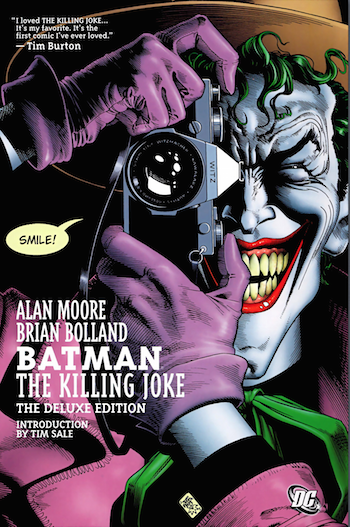 "I loved THE KILLING JOKE...
It's my favorite. It's the
first comic I've ever loved."
— Tim Burton
WITZ
SMILE!
ALAN MOORE
BRIAN BOLLAND
BATMAN
THE KILLING JOKE
THE DELUXE EDITION
INTRODUCTION
BY TIM SALE
DC